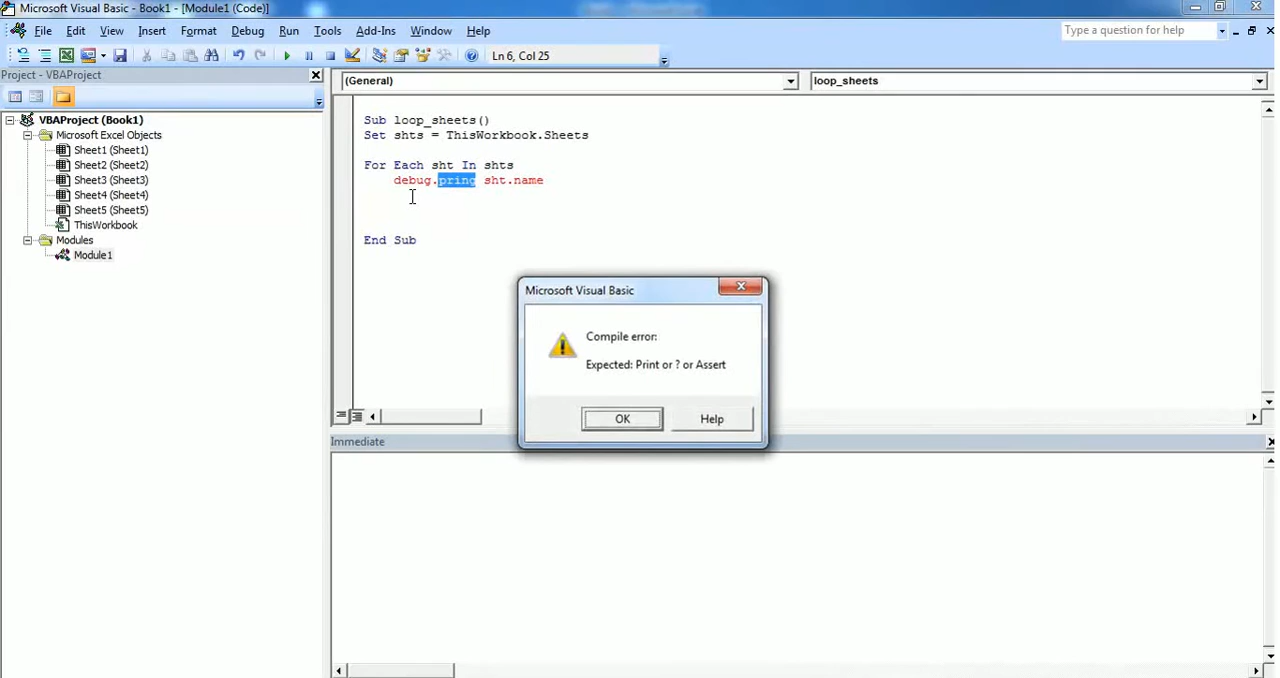 Microsoft Visual Basic - Book1 - [Module1 (Code)]
File Edit View Insert Format Debug Run Tools Add-Ins Window Help
Type a question for help
Ln 6, Col 25
Project - VBAProject
(General)
loop_sheets
VBAProject (Book1)
Microsoft Excel Objects
Sheet1 (Sheet1)
Sheet2 (Sheet2)
Sheet3 (Sheet3)
Sheet4 (Sheet4)
Sheet5 (Sheet5)
ThisWorkbook
Modules
Module1
Sub loop_sheets()
Set shts = ThisWorkbook.Sheets
For Each sht In shts
debug.pring sht.name
End Sub
Microsoft Visual Basic
Compile error:
Expected: Print or ? or Assert
OK
Help
Immediate